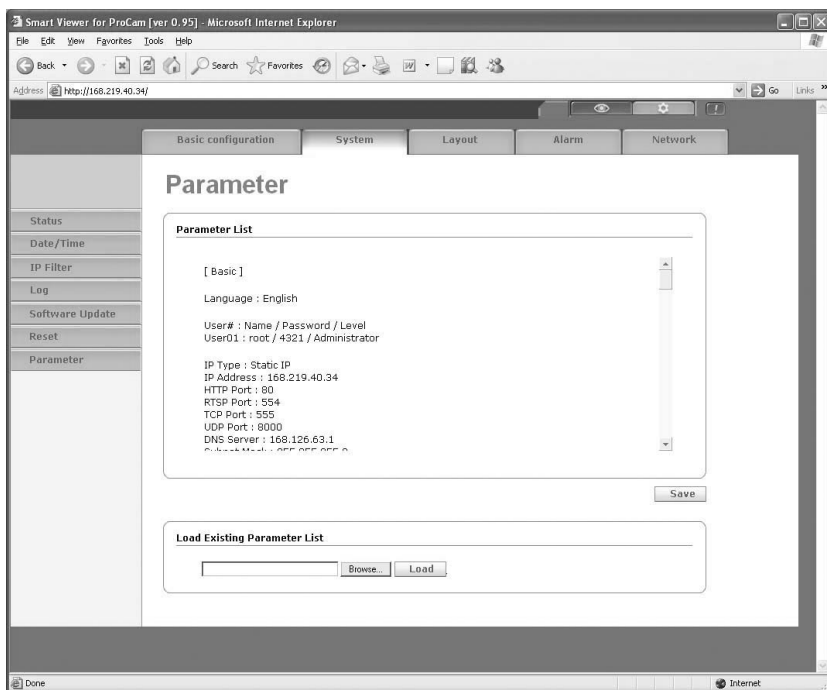 Smart Viewer for ProCam [ver 0.95] - Microsoft Internet Explorer
File Edit View Favorites Tools Help
Back Search Favorites
Address http://168.219.40.34/ Go Links »
Basic configuration System Layout Alarm Network
Parameter
Status
Date/Time
IP Filter
Log
Software Update
Reset
Parameter
Parameter List
[ Basic ]
Language : English
User# : Name / Password / Level
User01 : root / 4321 / Administrator
IP Type : Static IP
IP Address : 168.219.40.34
HTTP Port : 80
RTSP Port : 554
TCP Port : 555
UDP Port : 8000
DNS Server : 168.126.63.1
Save
Load Existing Parameter List
Browse... Load
Done Internet